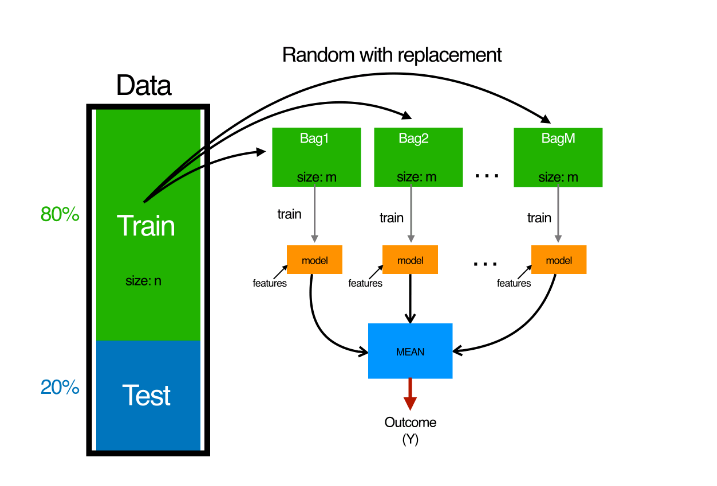 Random with replacement
Data
80%
Train
size: n
20%
Test
Bag1
size: m
Bag2
size: m
...
BagM
size: m
train
train
train
model
features
model
features
...
model
features
MEAN
Outcome
(Y)